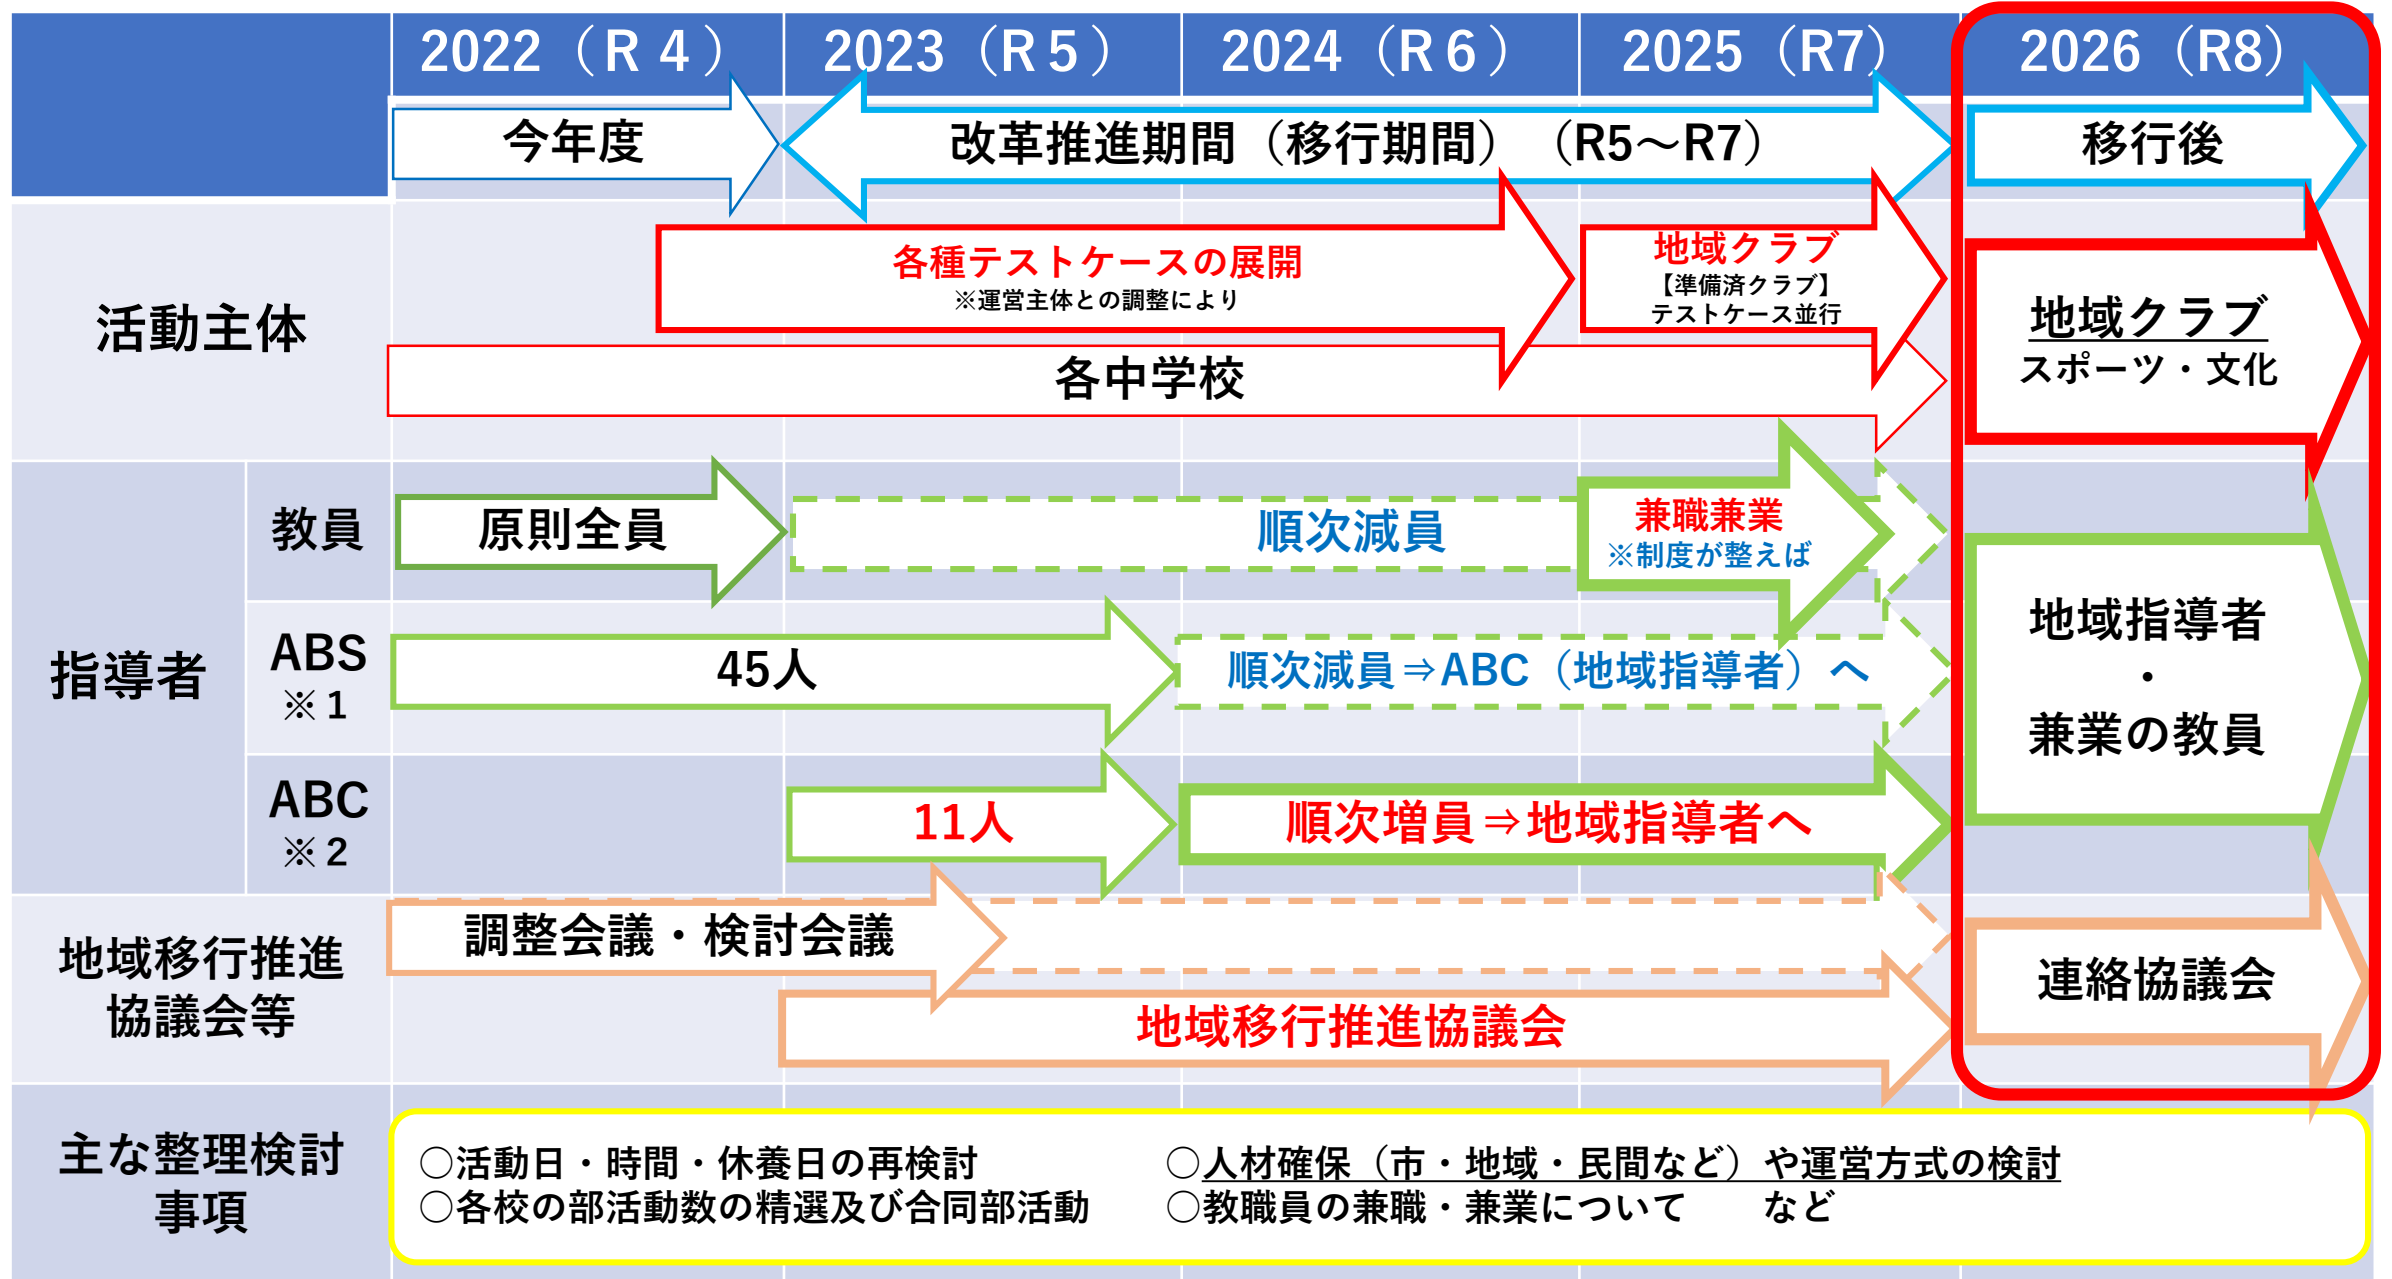 2022（R 4）
2023（R 5）
2024（R 6）
2025（R7）
2026（R8）
今年度
改革推進期間（移行期間）（R5～R7）
移行後
活動主体
各種テストケースの展開
※運営主体との調整により
地域クラブ
【準備済クラブ】
テストケース並行
各中学校
地域クラブ
スポーツ・文化
指導者
教員
原則全員
順次減員
兼職兼業
※制度が整えば
ABS
※１
45人
順次減員⇒ABC（地域指導者）へ
ABC
※２
11人
順次増員⇒地域指導者へ
地域指導者
・
兼業の教員
地域移行推進
協議会等
調整会議・検討会議
地域移行推進協議会
連絡協議会
主な整理検討
事項
○活動日・時間・休養日の再検討
○各校の部活動数の精選及び合同部活動
○人材確保（市・地域・民間など）や運営方式の検討
○教職員の兼職・兼業について　　など